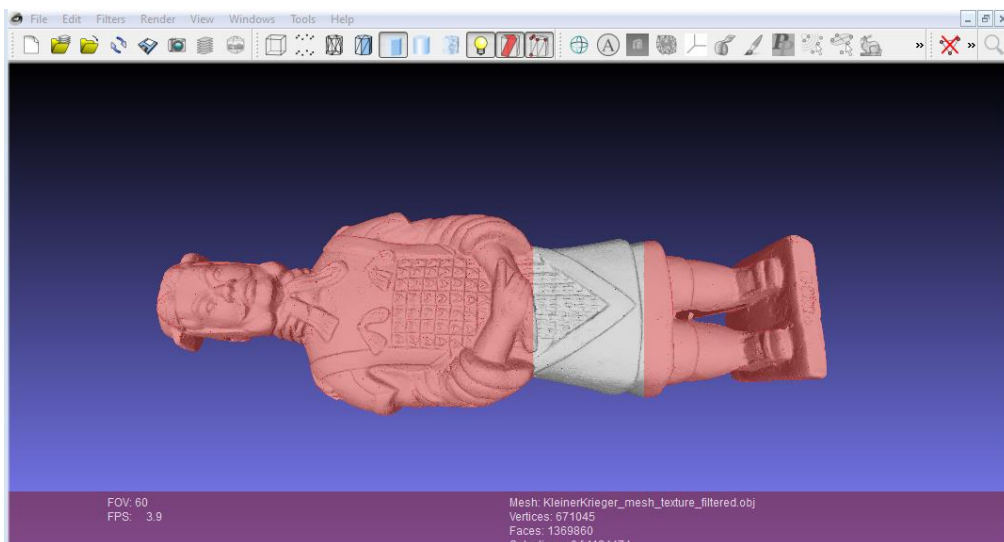 File Edit Filters Render View Windows Tools Help
FOV: 60
FPS: 3.9
Mesh: KleinerKrieger_mesh_texture_filtered.obj
Vertices: 671045
Faces: 1369860